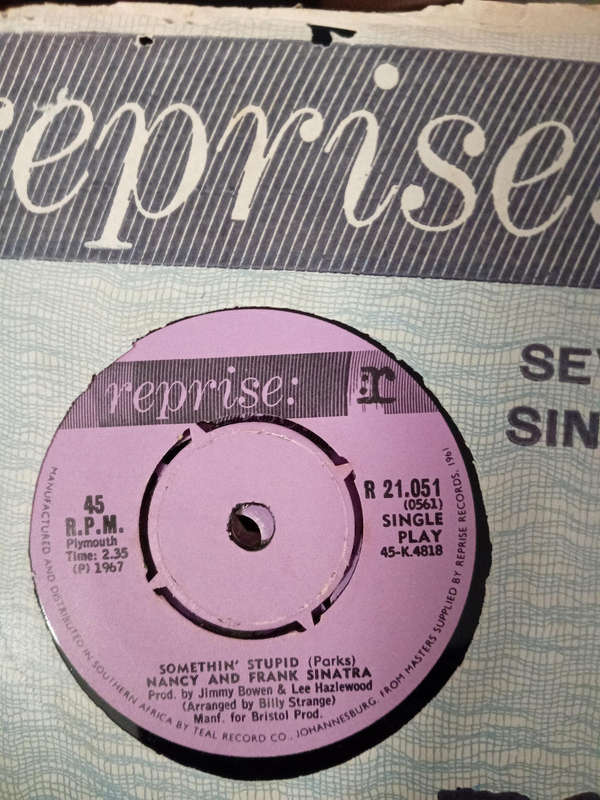 reprise:
SE
SIN
reprise: r:
45
R.P.M.
Plymouth
Time: 2.35
(P) 1967
R 21.051
(0561)
SINGLE
PLAY
45-K.4818
SOMETHIN' STUPID (Parks)
NANCY AND FRANK SINATRA
Prod. by Jimmy Bowen & Lee Hazlewood
(Arranged by Billy Strange)
Manf. for Bristol Prod.
MANUFACTURED AND DISTRIBUTED IN SOUTHERN AFRICA BY TEAL RECORD CO., JOHANNESBURG, FROM MASTERS SUPPLIED BY REPRISE RECORDS, 1961